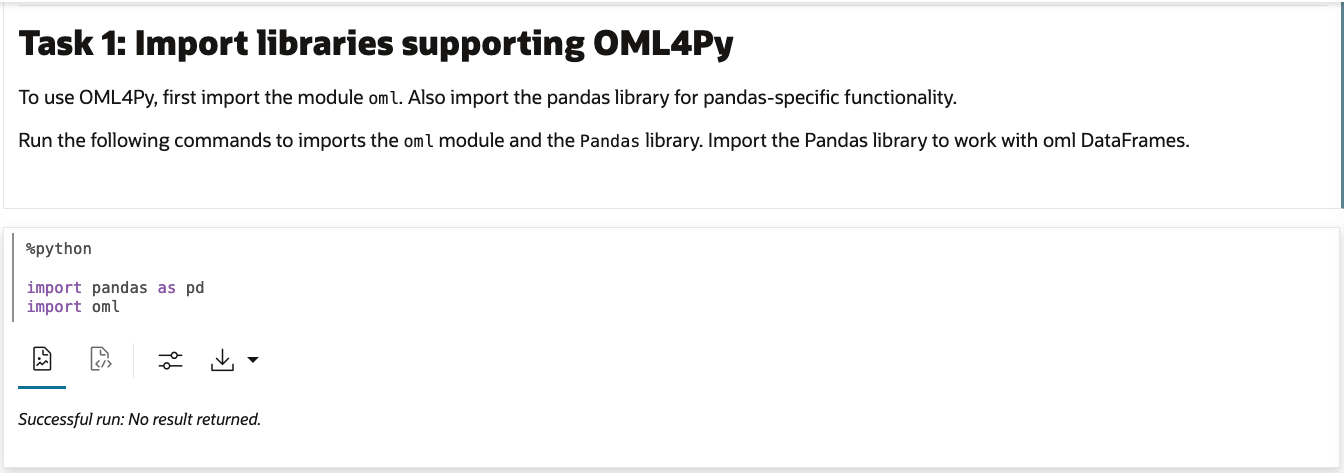 Task 1: Import libraries supporting OML4Py
To use OML4Py, first import the module oml. Also import the pandas library for pandas-specific functionality.
Run the following commands to imports the oml module and the Pandas library. Import the Pandas library to work with oml DataFrames.
%python
import pandas as pd
import oml
Successful run: No result returned.